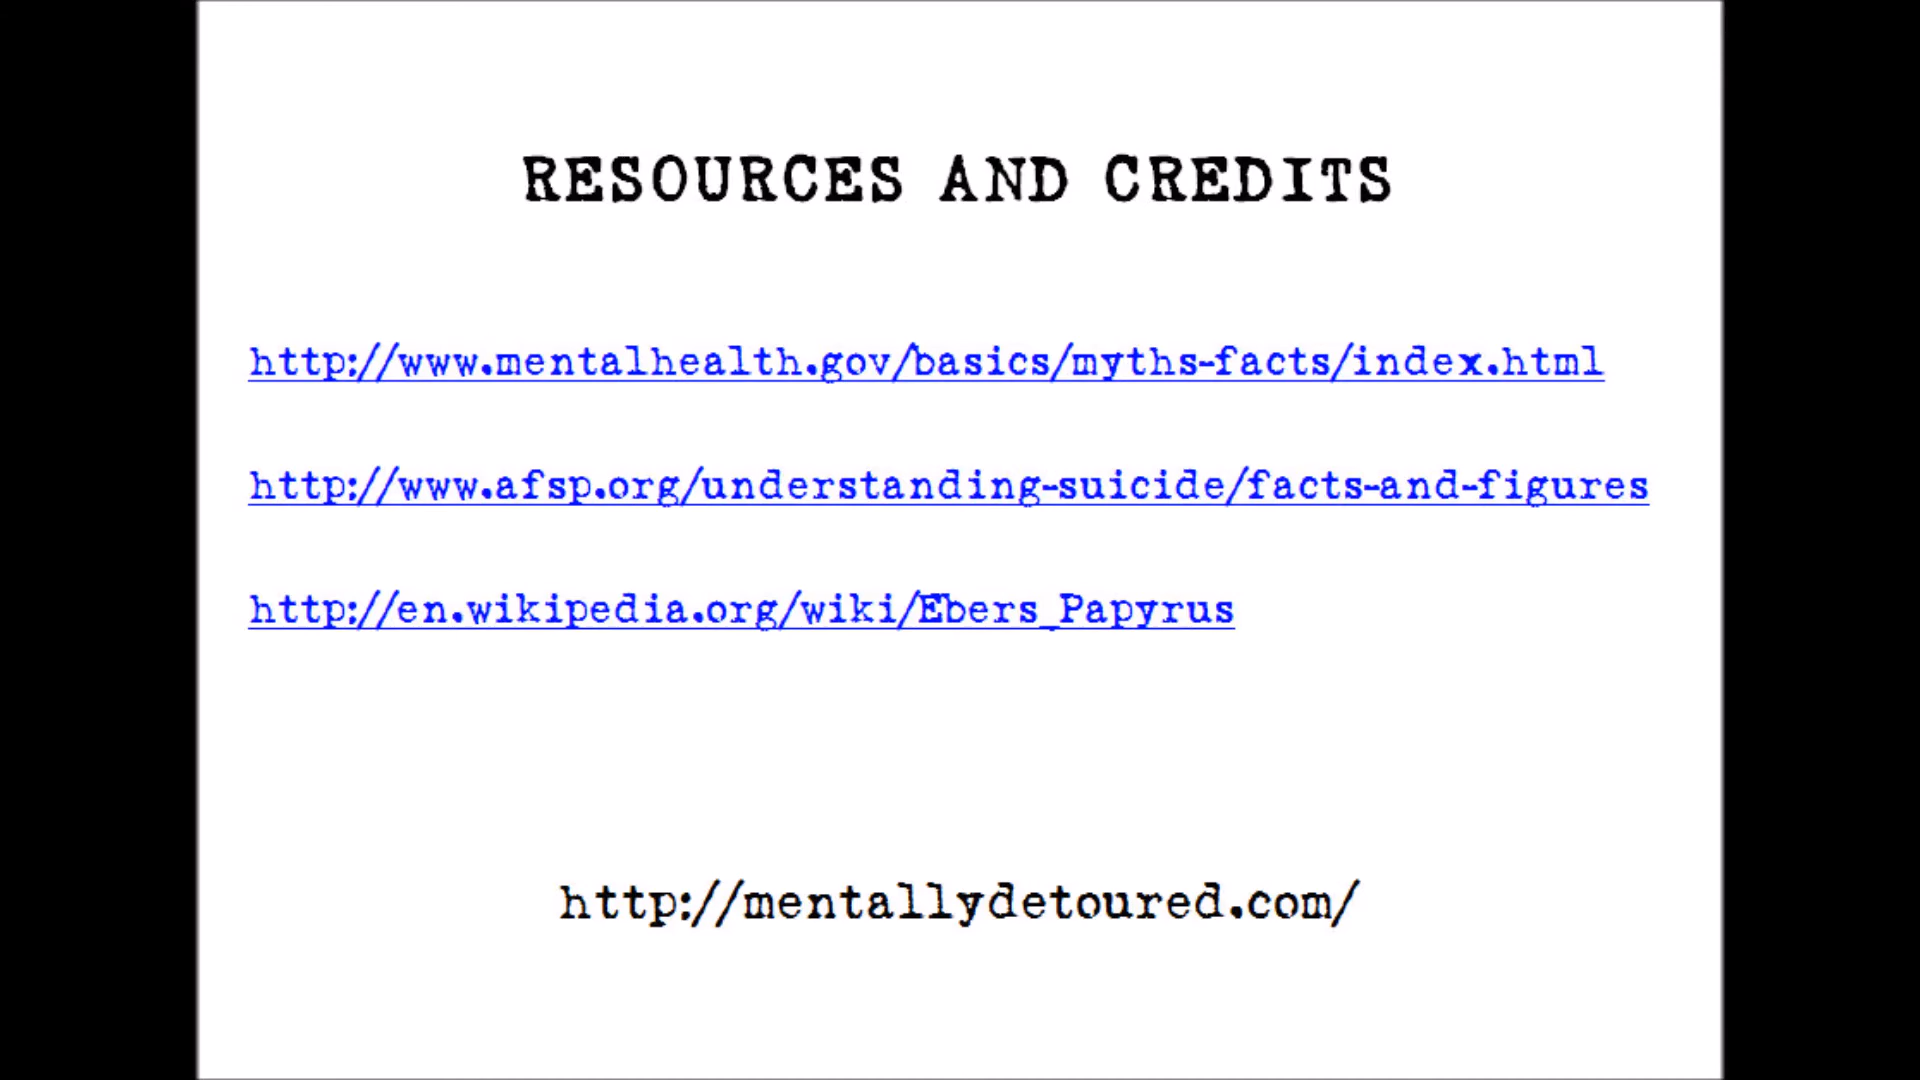 RESOURCES AND CREDITS
http://www.mentalhealth.gov/basics/myths-facts/index.html
http://www.afsp.org/understanding-suicide/facts-and-figures
http://en.wikipedia.org/wiki/Ebers_Papyrus
http://mentallydetoured.com/